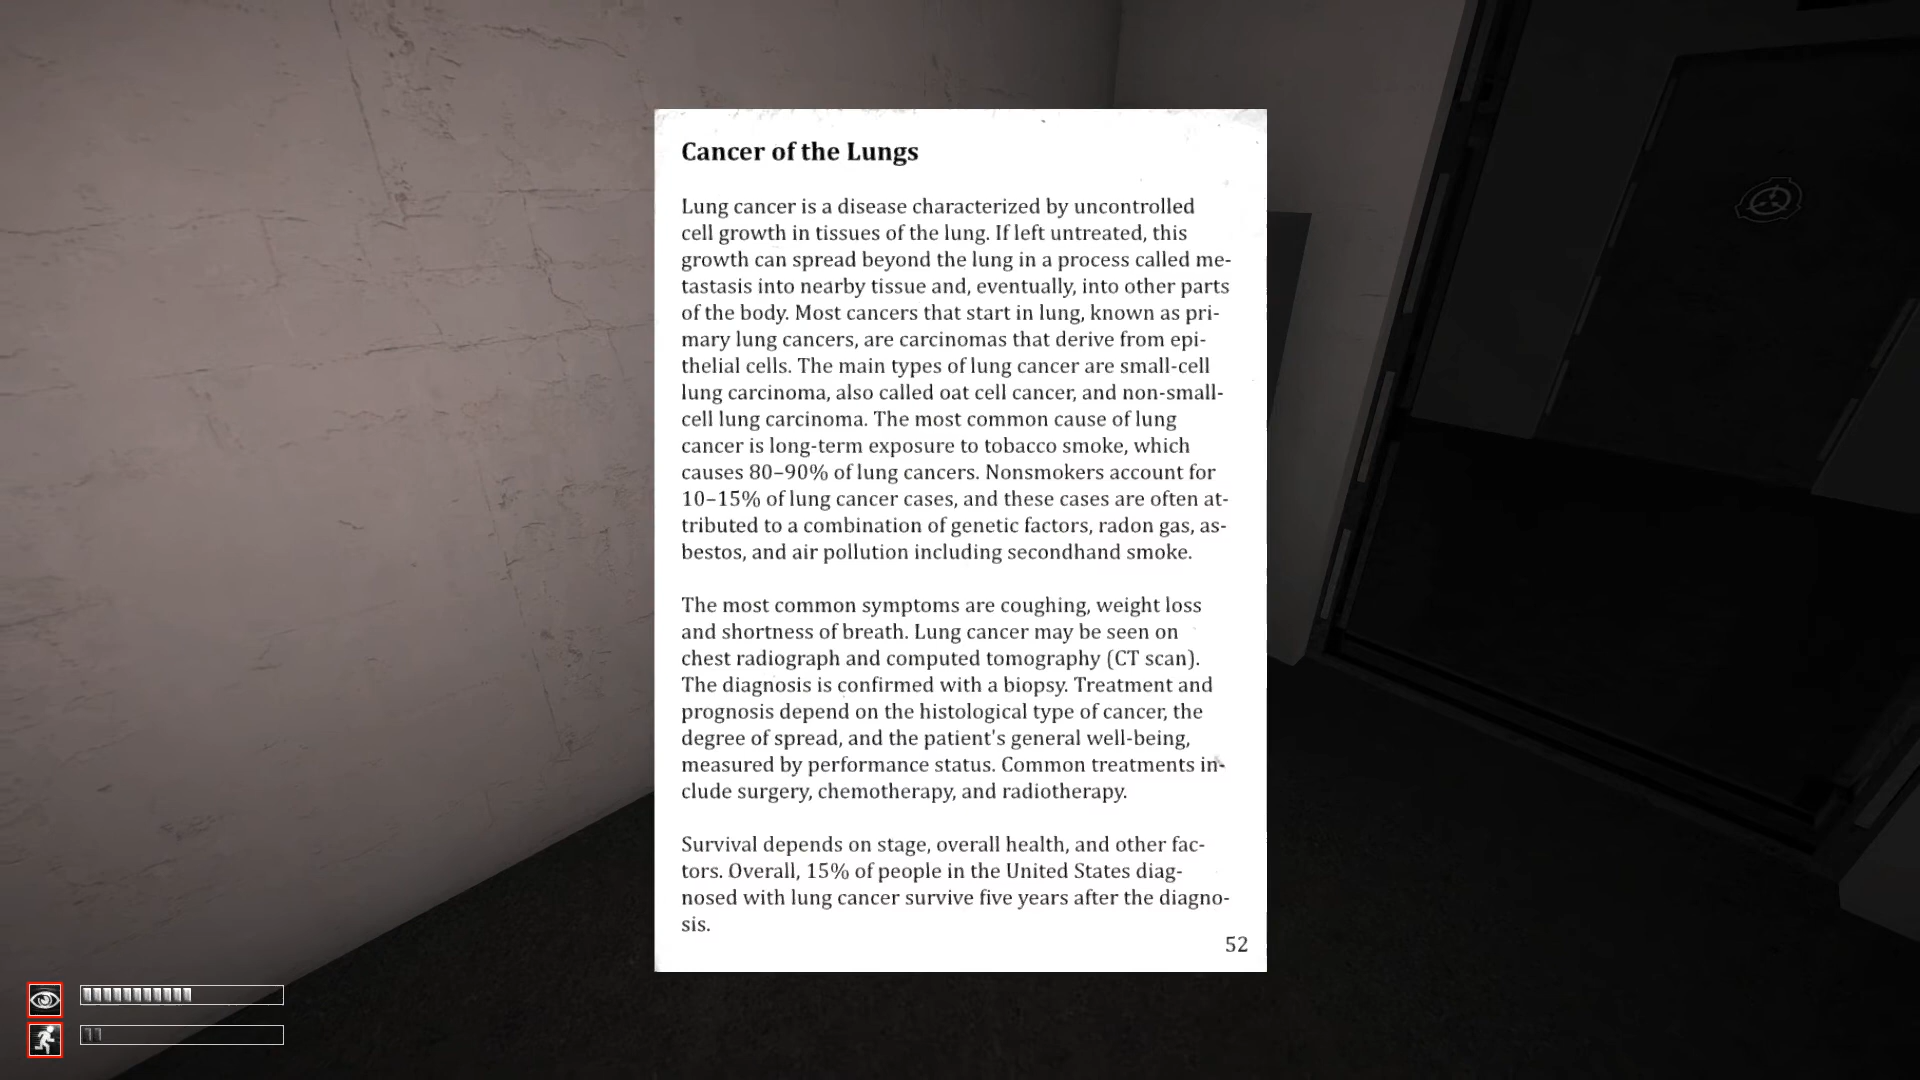 Cancer of the Lungs
Lung cancer is a disease characterized by uncontrolled
cell growth in tissues of the lung. If left untreated, this
growth can spread beyond the lung in a process called me-
tastasis into nearby tissue and, eventually, into other parts
of the body. Most cancers that start in lung, known as pri-
mary lung cancers, are carcinomas that derive from epi-
thelial cells. The main types of lung cancer are small-cell
lung carcinoma, also called oat cell cancer, and non-small-
cell lung carcinoma. The most common cause of lung
cancer is long-term exposure to tobacco smoke, which
causes 80–90% of lung cancers. Nonsmokers account for
10–15% of lung cancer cases, and these cases are often at-
tributed to a combination of genetic factors, radon gas, as-
bestos, and air pollution including secondhand smoke.
The most common symptoms are coughing, weight loss
and shortness of breath. Lung cancer may be seen on
chest radiograph and computed tomography (CT scan).
The diagnosis is confirmed with a biopsy. Treatment and
prognosis depend on the histological type of cancer, the
degree of spread, and the patient's general well-being,
measured by performance status. Common treatments in-
clude surgery, chemotherapy, and radiotherapy.
Survival depends on stage, overall health, and other fac-
tors. Overall, 15% of people in the United States diag-
nosed with lung cancer survive five years after the diagno-
sis.
52